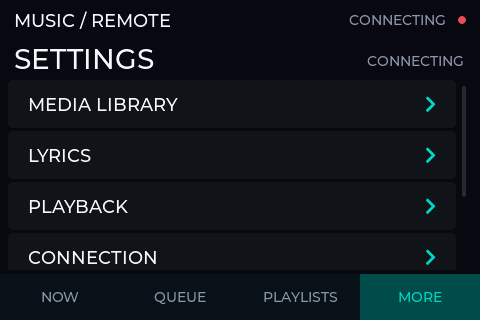 MUSIC / REMOTE
CONNECTING
SETTINGS
CONNECTING
MEDIA LIBRARY
LYRICS
PLAYBACK
CONNECTION
NOW
QUEUE
PLAYLISTS
MORE